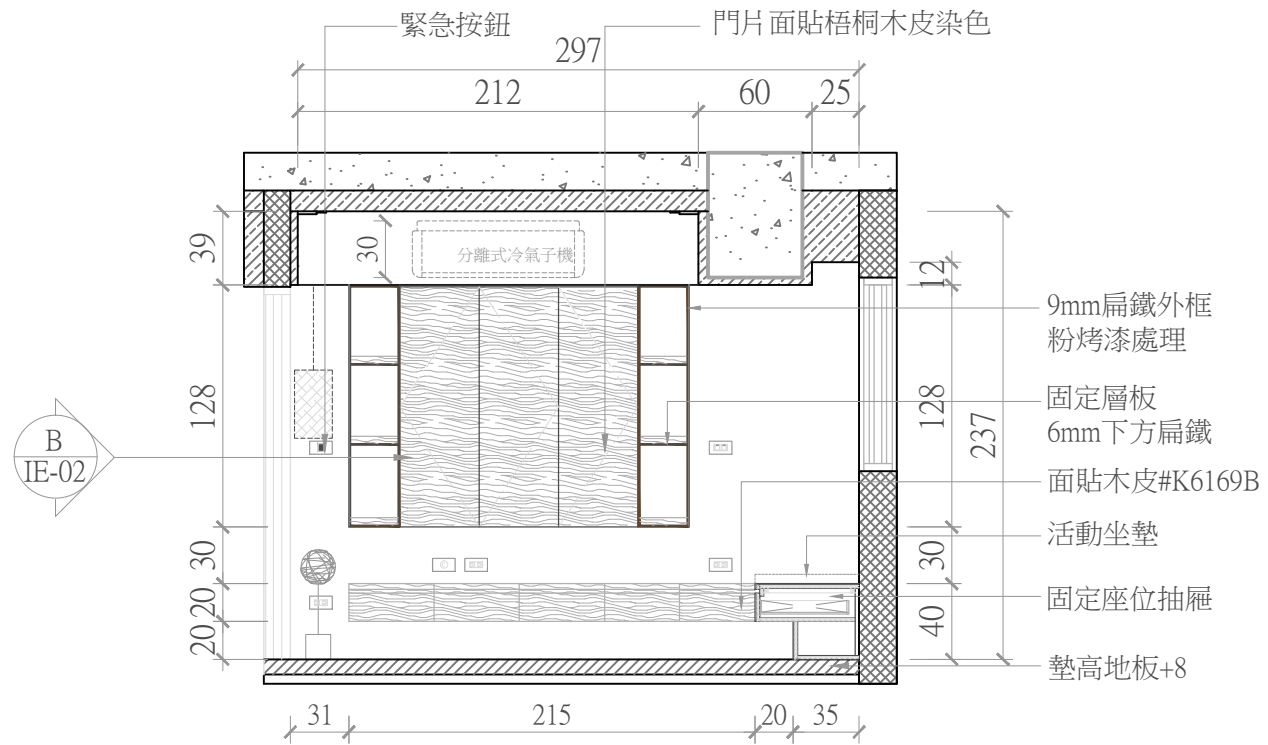 緊急按鈕
門片面貼梧桐木皮染色
297
212
60
25
39
30
分離式冷氣子機
12
9mm扁鐵外框
粉烤漆處理
128
128
237
固定層板
6mm下方扁鐵
B
IE-02
面貼木皮#K6169B
活動坐墊
30
30
20
固定座位抽屜
40
20
墊高地板+8
31
215
20
35